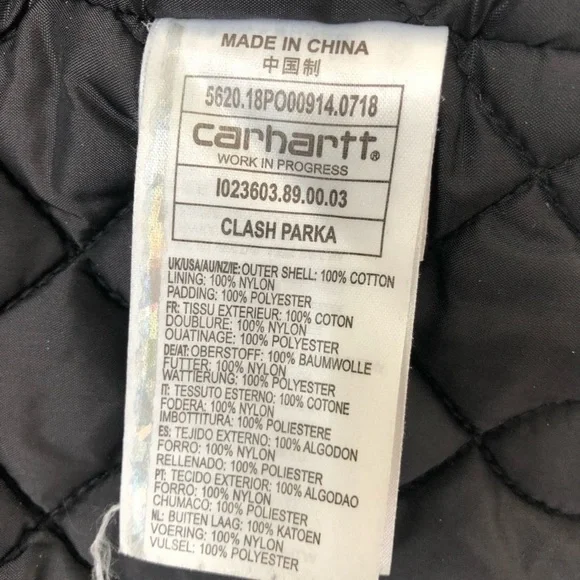 MADE IN CHINA
中国制
5620.18PO00914.0718
carhartt®
WORK IN PROGRESS
I023603.89.00.03
CLASH PARKA
UK/USA/AU/NZ/IE: OUTER SHELL: 100% COTTON
LINING: 100% NYLON
PADDING: 100% POLYESTER
FR: TISSU EXTERIEUR: 100% COTON
DOUBLURE: 100% NYLON
OUATINAGE: 100% POLYESTER
DE/AT: OBERSTOFF: 100% BAUMWOLLE
FUTTER: 100% NYLON
WATTIERUNG: 100% POLYESTER
IT: TESSUTO ESTERNO: 100% COTONE
FODERA: 100% NYLON
IMBOTTITURA: 100% POLIESTERE
ES: TEJIDO EXTERNO: 100% ALGODON
FORRO: 100% NYLON
RELLENADO: 100% POLIESTER
PT: TECIDO EXTERIOR: 100% ALGODAO
FORRO: 100% NYLON
CHUMACO: 100% POLIESTER
NL: BUITEN LAAG: 100% KATOEN
VOERING: 100% NYLON
VULSEL: 100% POLYESTER